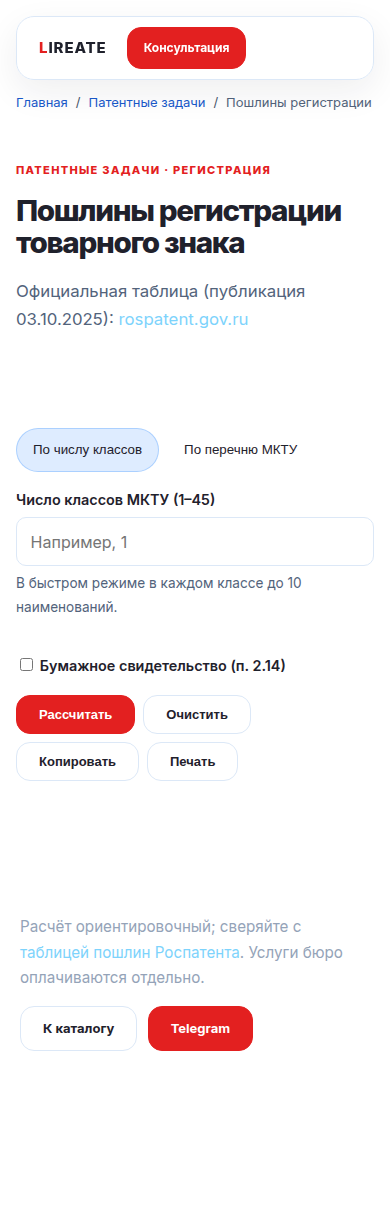 LIREATE Консультация
Главная / Патентные задачи / Пошлины регистрации
ПАТЕНТНЫЕ ЗАДАЧИ · РЕГИСТРАЦИЯ
Пошлины регистрации
товарного знака
Официальная таблица (публикация
03.10.2025): rospatent.gov.ru
По числу классов По перечню МКТУ
Число классов МКТУ (1–45)
Например, 1
В быстром режиме в каждом классе до 10
наименований.
Бумажное свидетельство (п. 2.14)
Рассчитать Очистить
Копировать Печать
Расчёт ориентировочный; сверяйте с
таблицей пошлин Роспатента. Услуги бюро
оплачиваются отдельно.
К каталогу Telegram